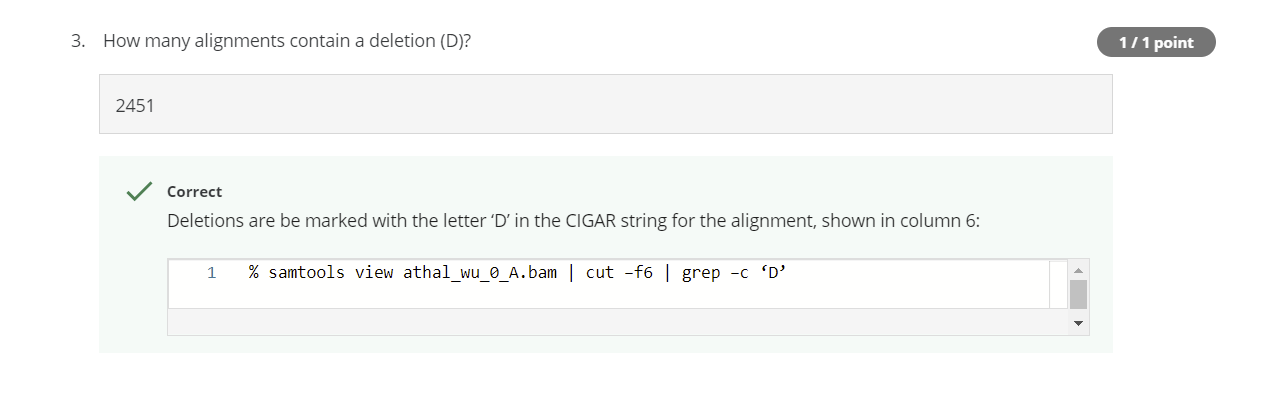 3. How many alignments contain a deletion (D)?
1 / 1 point
2451
Correct
Deletions are be marked with the letter ‘D’ in the CIGAR string for the alignment, shown in column 6:
1 % samtools view athal_wu_0_A.bam | cut –f6 | grep –c ‘D’